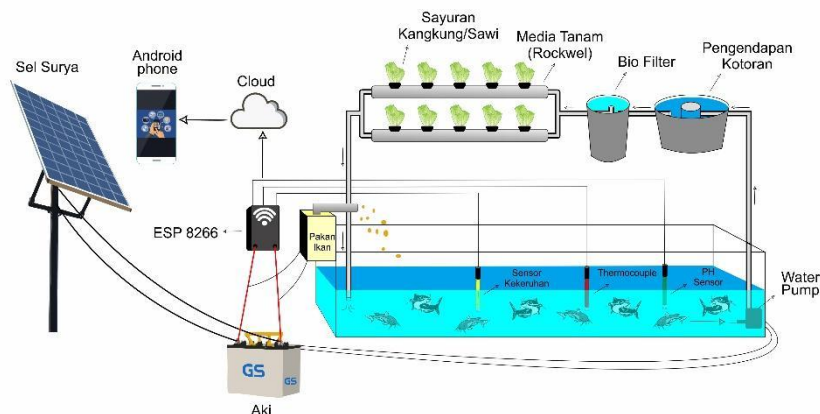 Sayuran
Kangkung/Sawi
Media Tanam
(Rockwel)
Bio Filter
Pengendapan
Kotoran
Sel Surya
Android
phone
Cloud
ESP 8266
Pakan
Ikan
Sensor
Kekeruhan
Thermocouple
PH
Sensor
Water
Pump
GS
GS
Aki